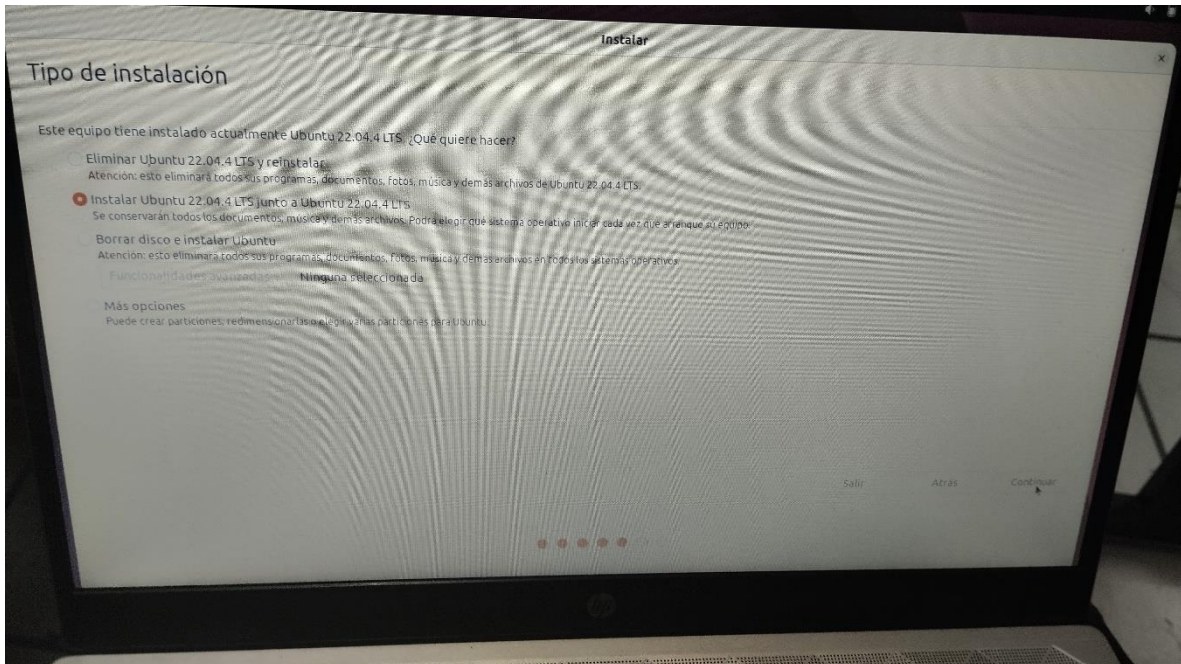 Instalar
Tipo de instalación
Este equipo tiene instalado actualmente Ubuntu 22.04.4 LTS. ¿Qué quiere hacer?
Eliminar Ubuntu 22.04.4 LTS y reinstalar
Atención: esto eliminará todos sus programas, documentos, fotos, música y demás archivos de Ubuntu 22.04.4 LTS.
Instalar Ubuntu 22.04.4 LTS junto a Ubuntu 22.04.4 LTS
Se conservarán todos los documentos, música y demás archivos. Podrá elegir qué sistema operativo iniciar cada vez que arranque su equipo.
Borrar disco e instalar Ubuntu
Atención: esto eliminará todos sus programas, documentos, fotos, música y demás archivos en todos los sistemas operativos.
Funcionalidades avanzadas... Ninguna seleccionada
Más opciones
Puede crear particiones, redimensionarlas o elegir varias particiones para Ubuntu.
Salir Atrás Continuar
hp